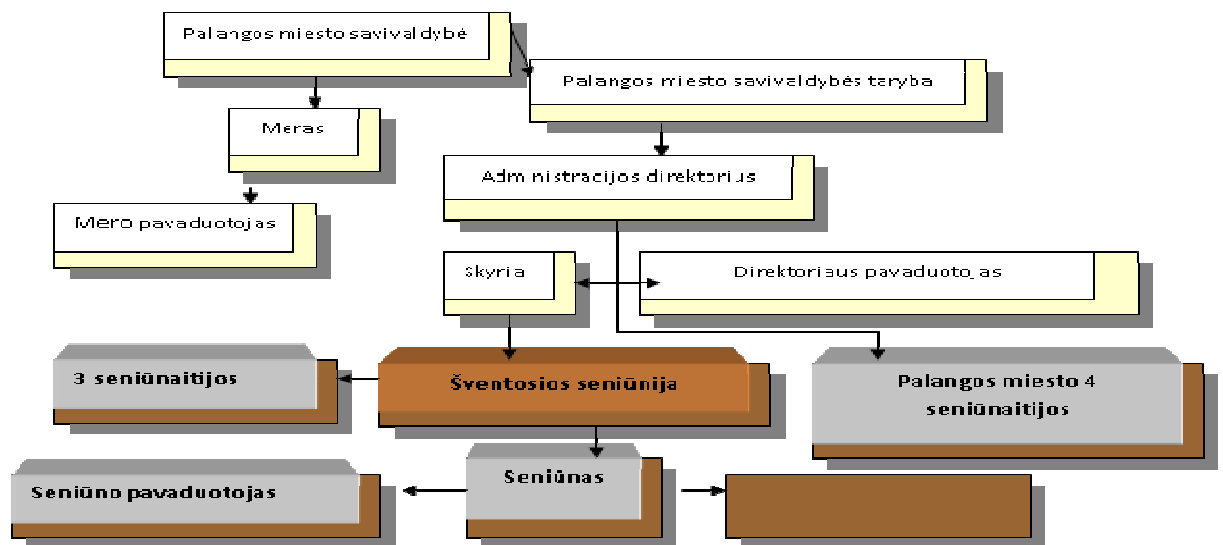 Palangos miesto savivaldybė
Palangos miesto savivaldybės taryba
Meras
Administracijos direktorius
Mero pavaduotojas
Skyria
Direktoriaus pavaduotojas
3 seniūnaitijos
Šventosios seniūnija
Palangos miesto 4
seniūnaitijos
Seniūnas
Seniūno pavaduotojas